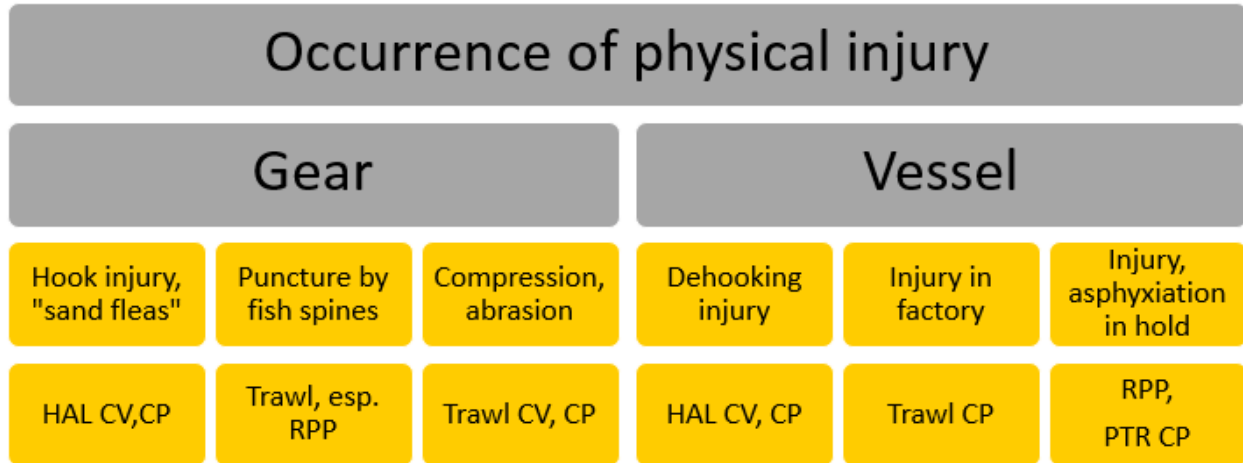 Occurrence of physical injury
Gear
Vessel
Hook injury,
"sand fleas"
Puncture by
fish spines
Compression,
abrasion
Dehooking
injury
Injury in
factory
Injury,
asphyxiation
in hold
HAL CV,CP
Trawl, esp.
RPP
Trawl CV, CP
HAL CV, CP
Trawl CP
RPP,
PTR CP